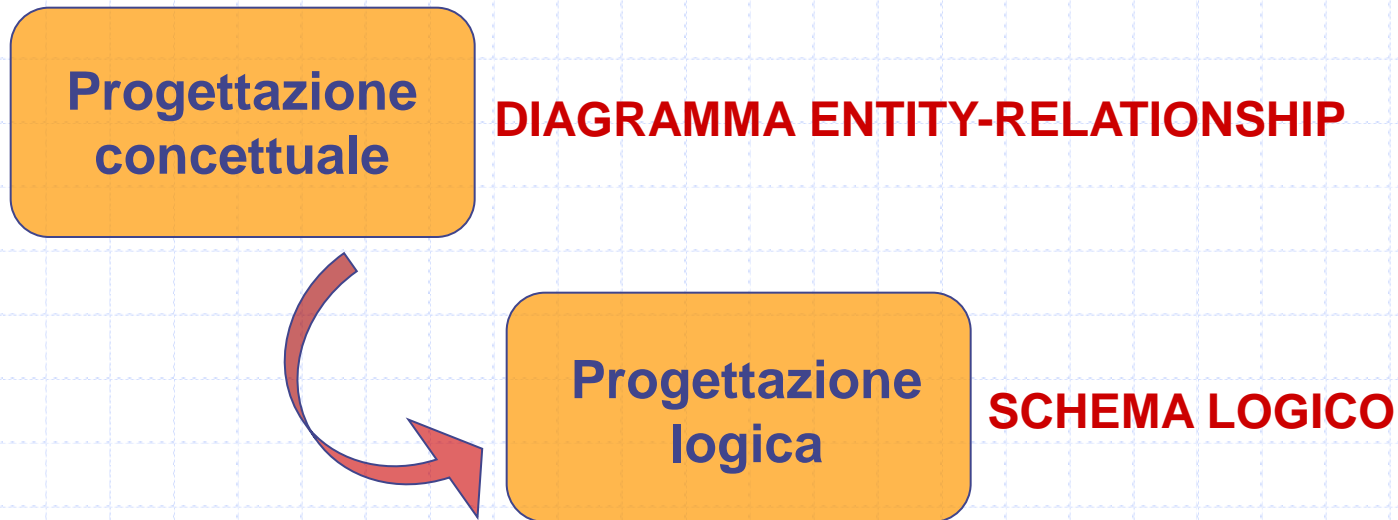 Progettazione
concettuale
DIAGRAMMA ENTITY-RELATIONSHIP
Progettazione
logica
SCHEMA LOGICO